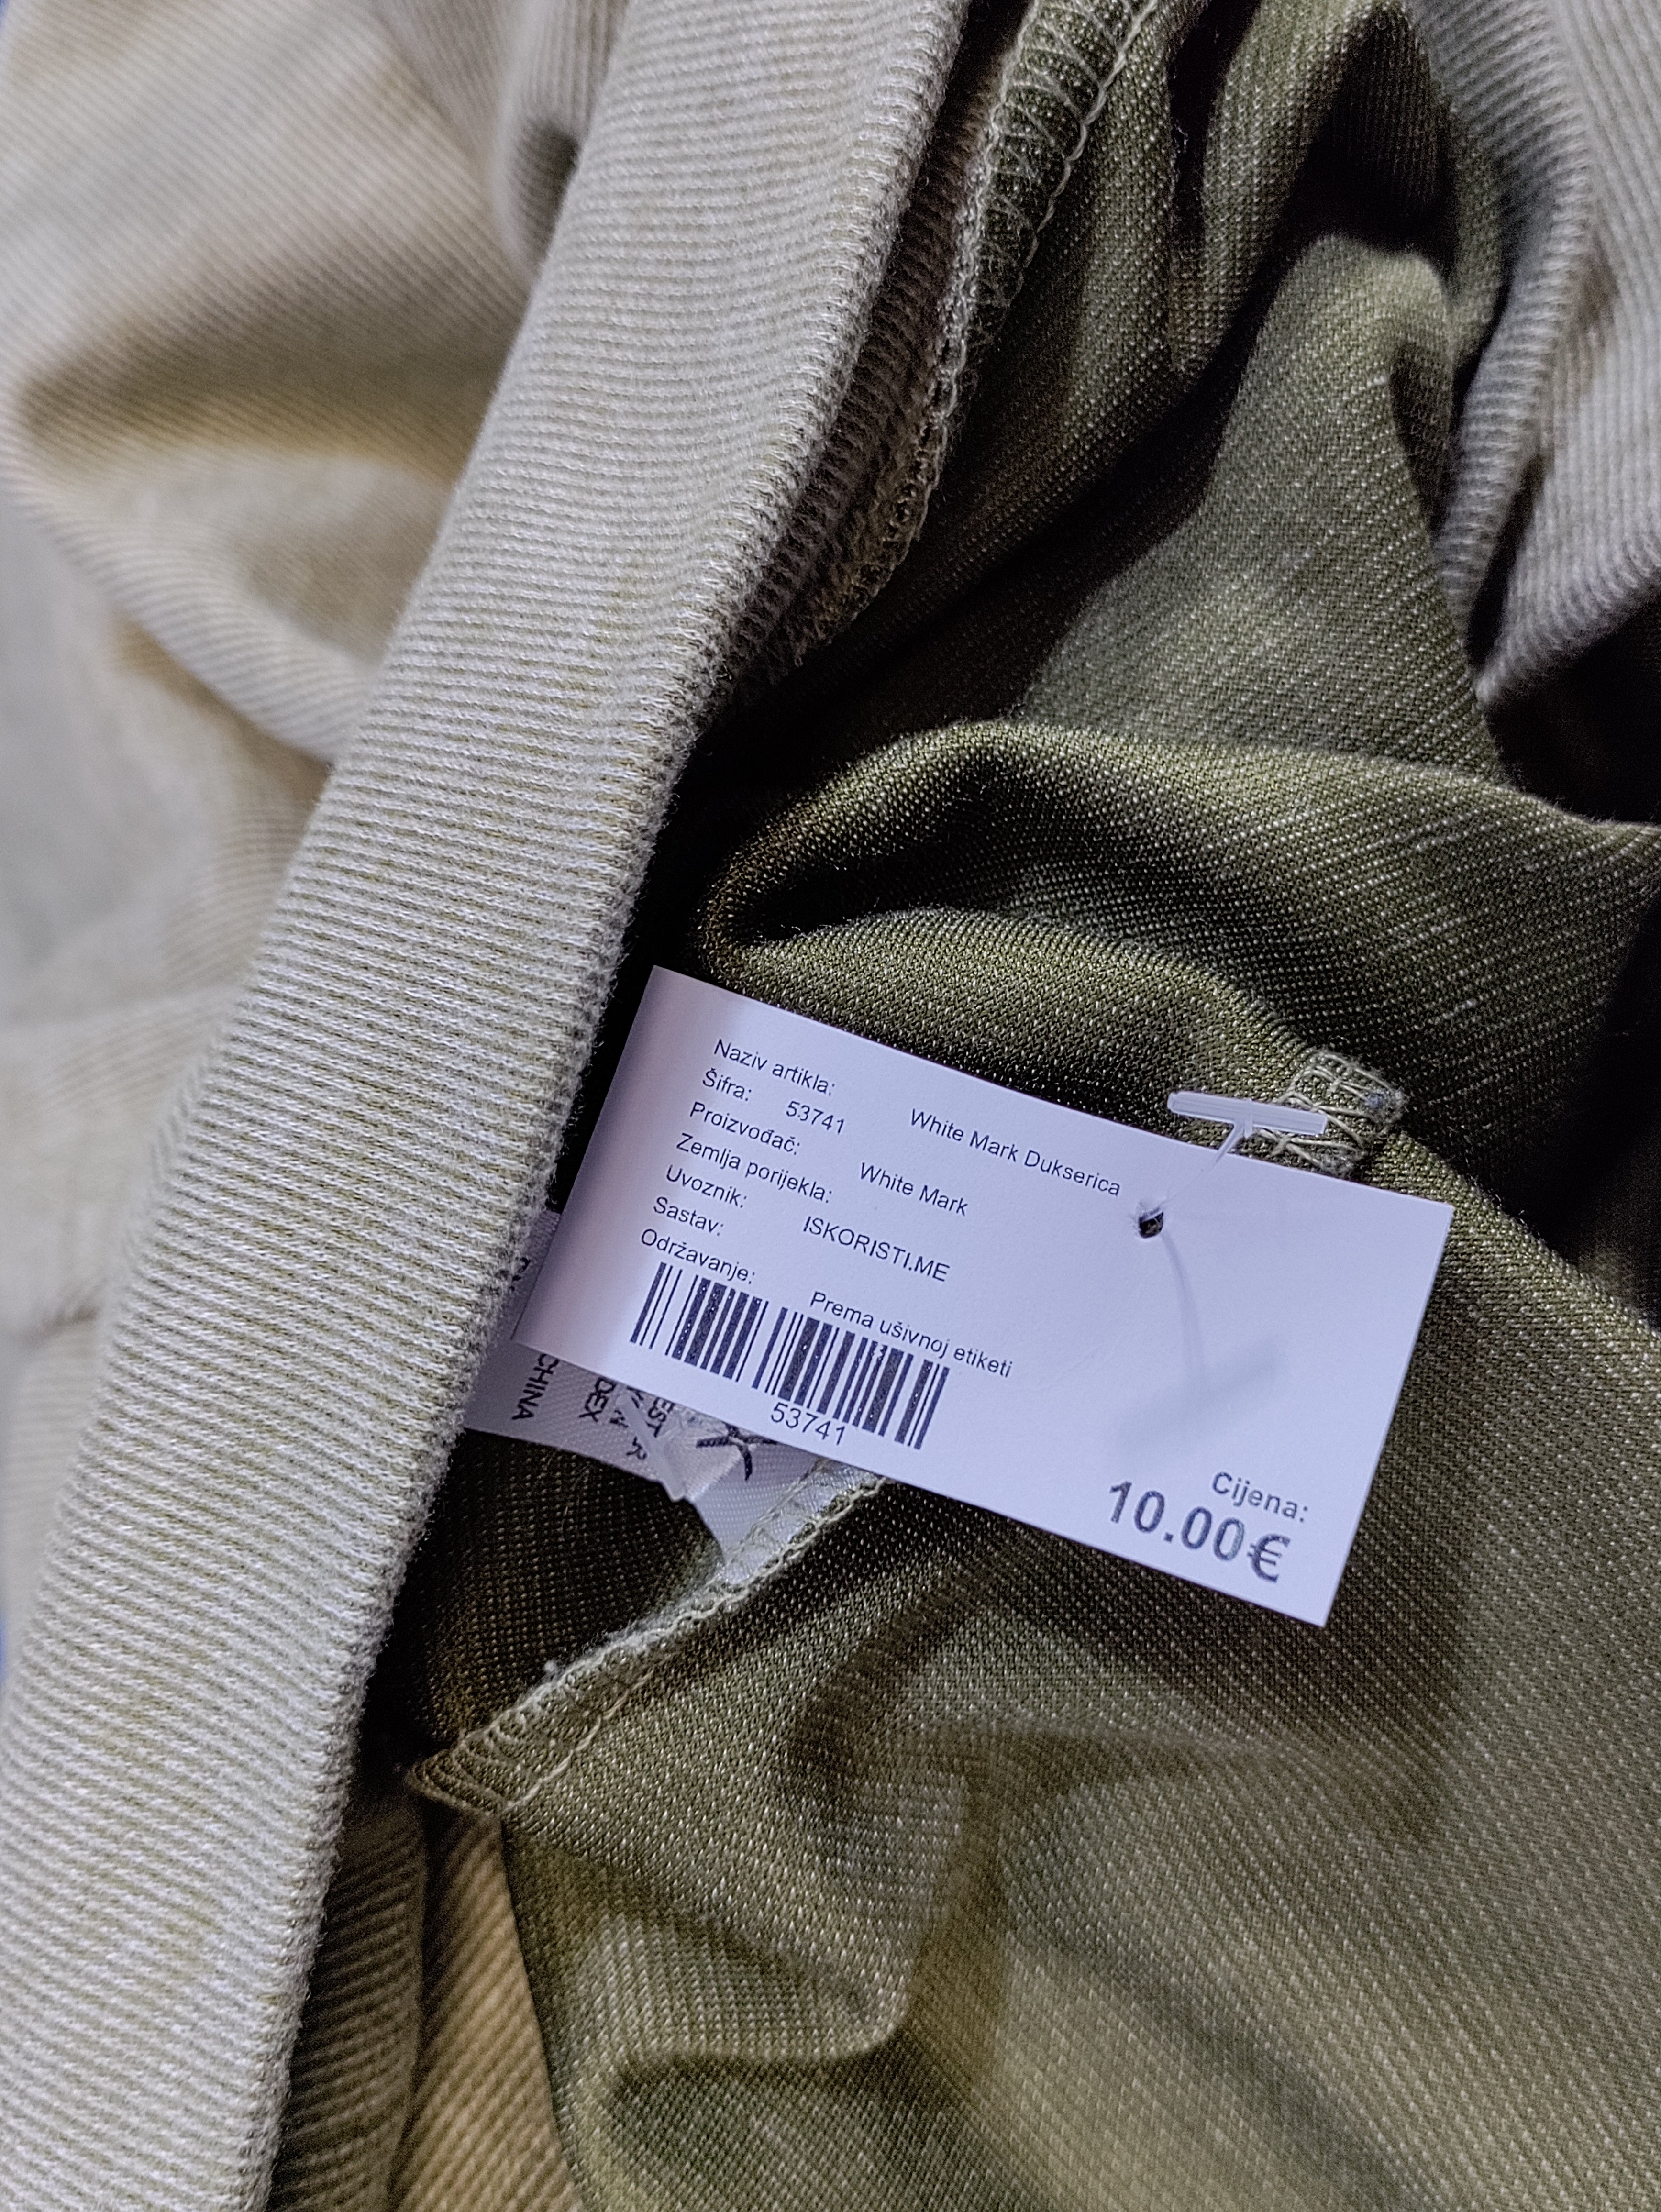 Naziv artikla: White Mark Dukserica
Šifra: 53741
Proizvođač: White Mark
Zemlja porijekla:
Uvoznik: ISKORISTI.ME
Sastav:
Održavanje: Prema ušivnoj etiketi
53741
Cijena:
10.00€
CHINA
DEX